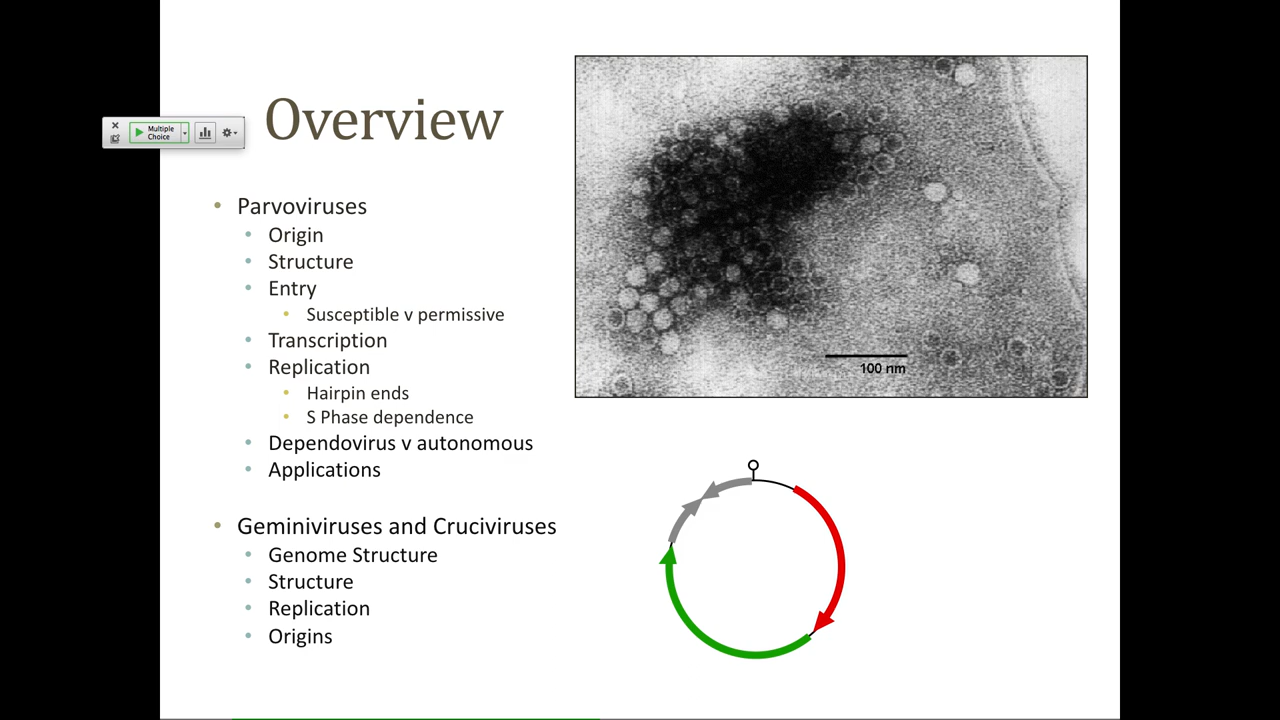 Overview
Multiple
Choice
Parvoviruses
Origin
Structure
Entry
Susceptible v permissive
Transcription
Replication
Hairpin ends
S Phase dependence
Dependovirus v autonomous
Applications
Geminiviruses and Cruciviruses
Genome Structure
Structure
Replication
Origins
100 nm